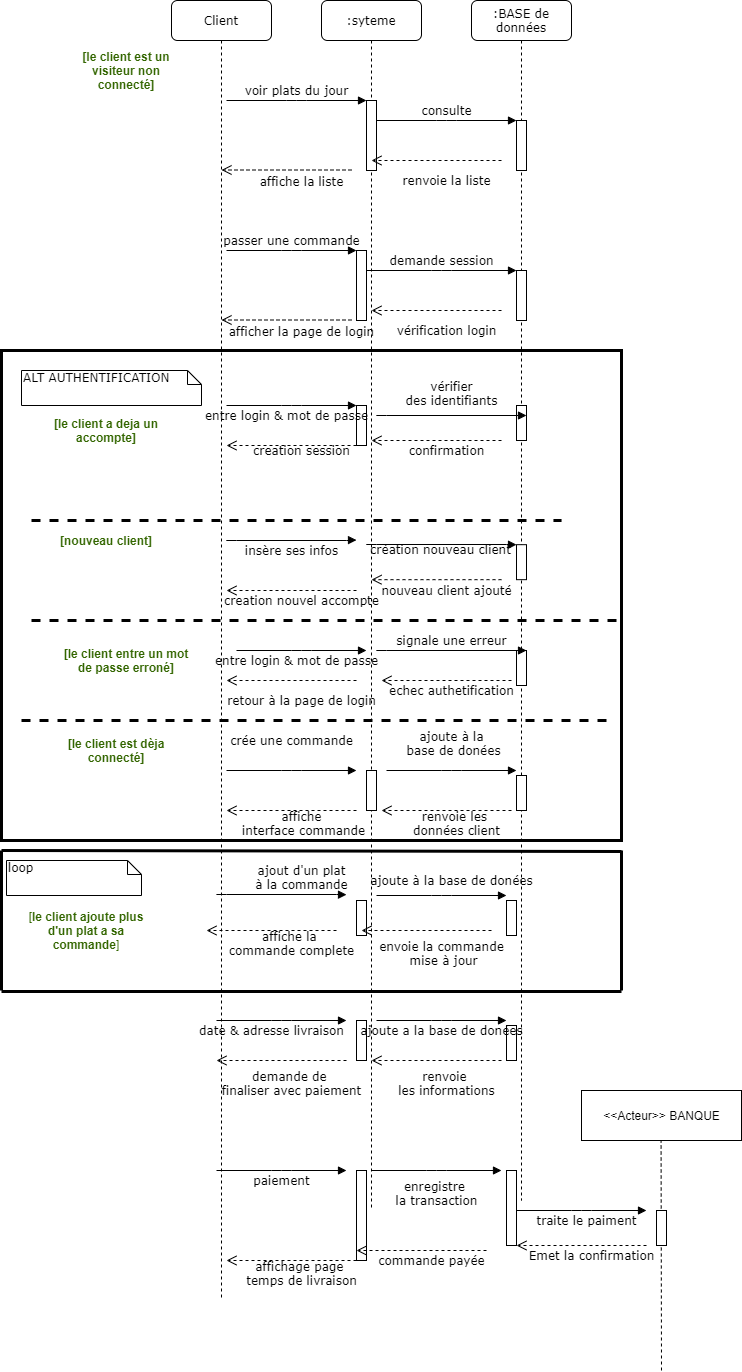 Client
:syteme
:BASE de
données
[le client est un
visiteur non
connecté]
voir plats du jour
consulte
affiche la liste
renvoie la liste
passer une commande
demande session
afficher la page de login
vérification login
ALT AUTHENTIFICATION
vérifier
des identifiants
entre login & mot de passe
[le client a deja un
accompte]
creation session
confirmation
[nouveau client]
insère ses infos
création nouveau client
creation nouvel accompte
nouveau client ajouté
signale une erreur
[le client entre un mot
de passe erroné]
entre login & mot de passe
echec authetification
retour à la page de login
[le client est dèja
connecté]
crée une commande
ajoute à la
base de donées
affiche
interface commande
renvoie les
données client
loop
ajout d'un plat
à la commande
ajoute à la base de donées
[le client ajoute plus
d'un plat a sa
commande]
affiche la
commande complete
envoie la commande
mise à jour
date & adresse livraison
ajoute a la base de donées
demande de
finaliser avec paiement
renvoie
les informations
<<Acteur>> BANQUE
paiement
enregistre
la transaction
traite le paiment
Emet la confirmation
commande payée
affichage page
temps de livraison